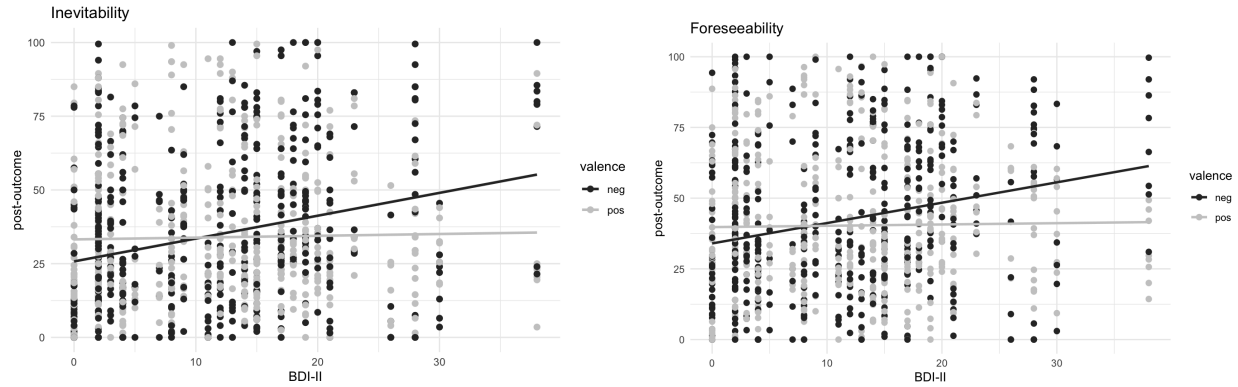 Inevitability
100
75
50
25
0
post-outcome
0 10 20 30
BDI-II
valence
neg
pos
Foreseeability
100
75
50
25
0
post-outcome
0 10 20 30
BDI-II
valence
neg
pos